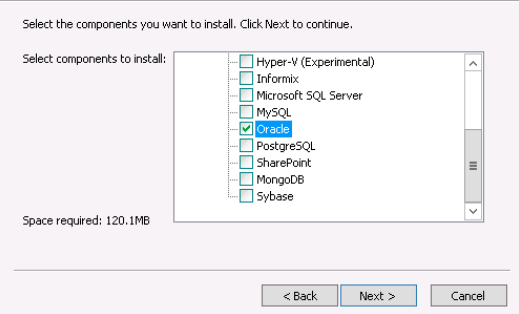 Select the components you want to install. Click Next to continue.
Select components to install:
Hyper-V (Experimental)
Informix
Microsoft SQL Server
MySQL
Oracle
PostgreSQL
SharePoint
MongoDB
Sybase
Space required: 120.1MB
< Back
Next >
Cancel